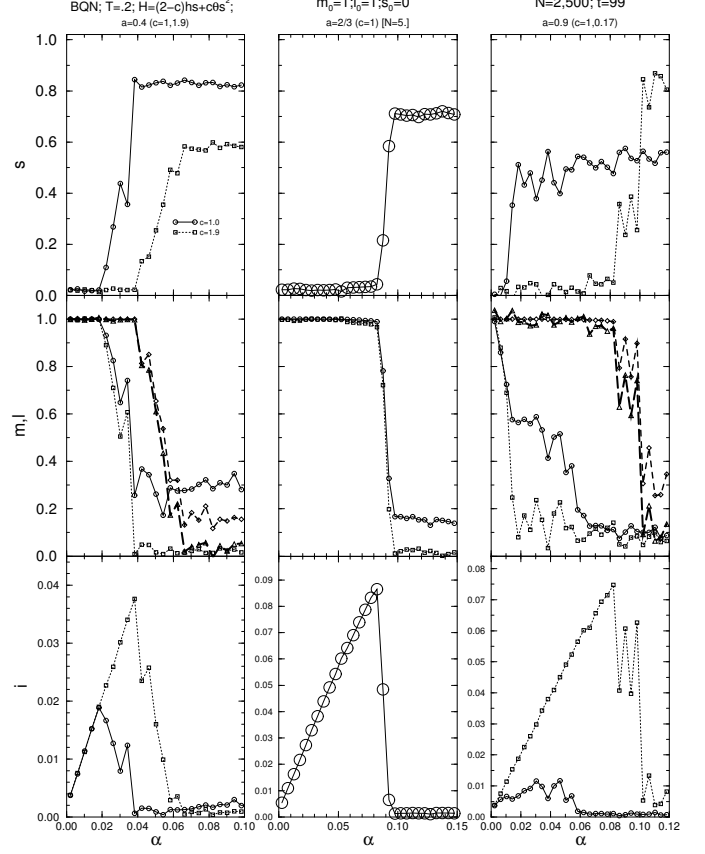 BQN; T=.2; H=(2−c)hs+cθs²;
a=0.4 (c=1,1.9)
m₀=1;l₀=1;s₀=0
a=2/3 (c=1) [N=5.]
N=2,500; t=99
a=0.9 (c=1,0.17)
1.0
0.8
0.6
0.4
0.2
0.0
s
c=1.0
c=1.9
1.0
0.8
0.6
0.4
0.2
0.0
m,l
0.04
0.03
0.02
0.01
0.00
i
0.09
0.08
0.07
0.06
0.05
0.04
0.03
0.02
0.01
0.00
0.08
0.07
0.06
0.05
0.04
0.03
0.02
0.01
0.00
0.00 0.02 0.04 0.06 0.08 0.10
0.00 0.05 0.10 0.15
0.00 0.02 0.04 0.06 0.08 0.10 0.12
α α α